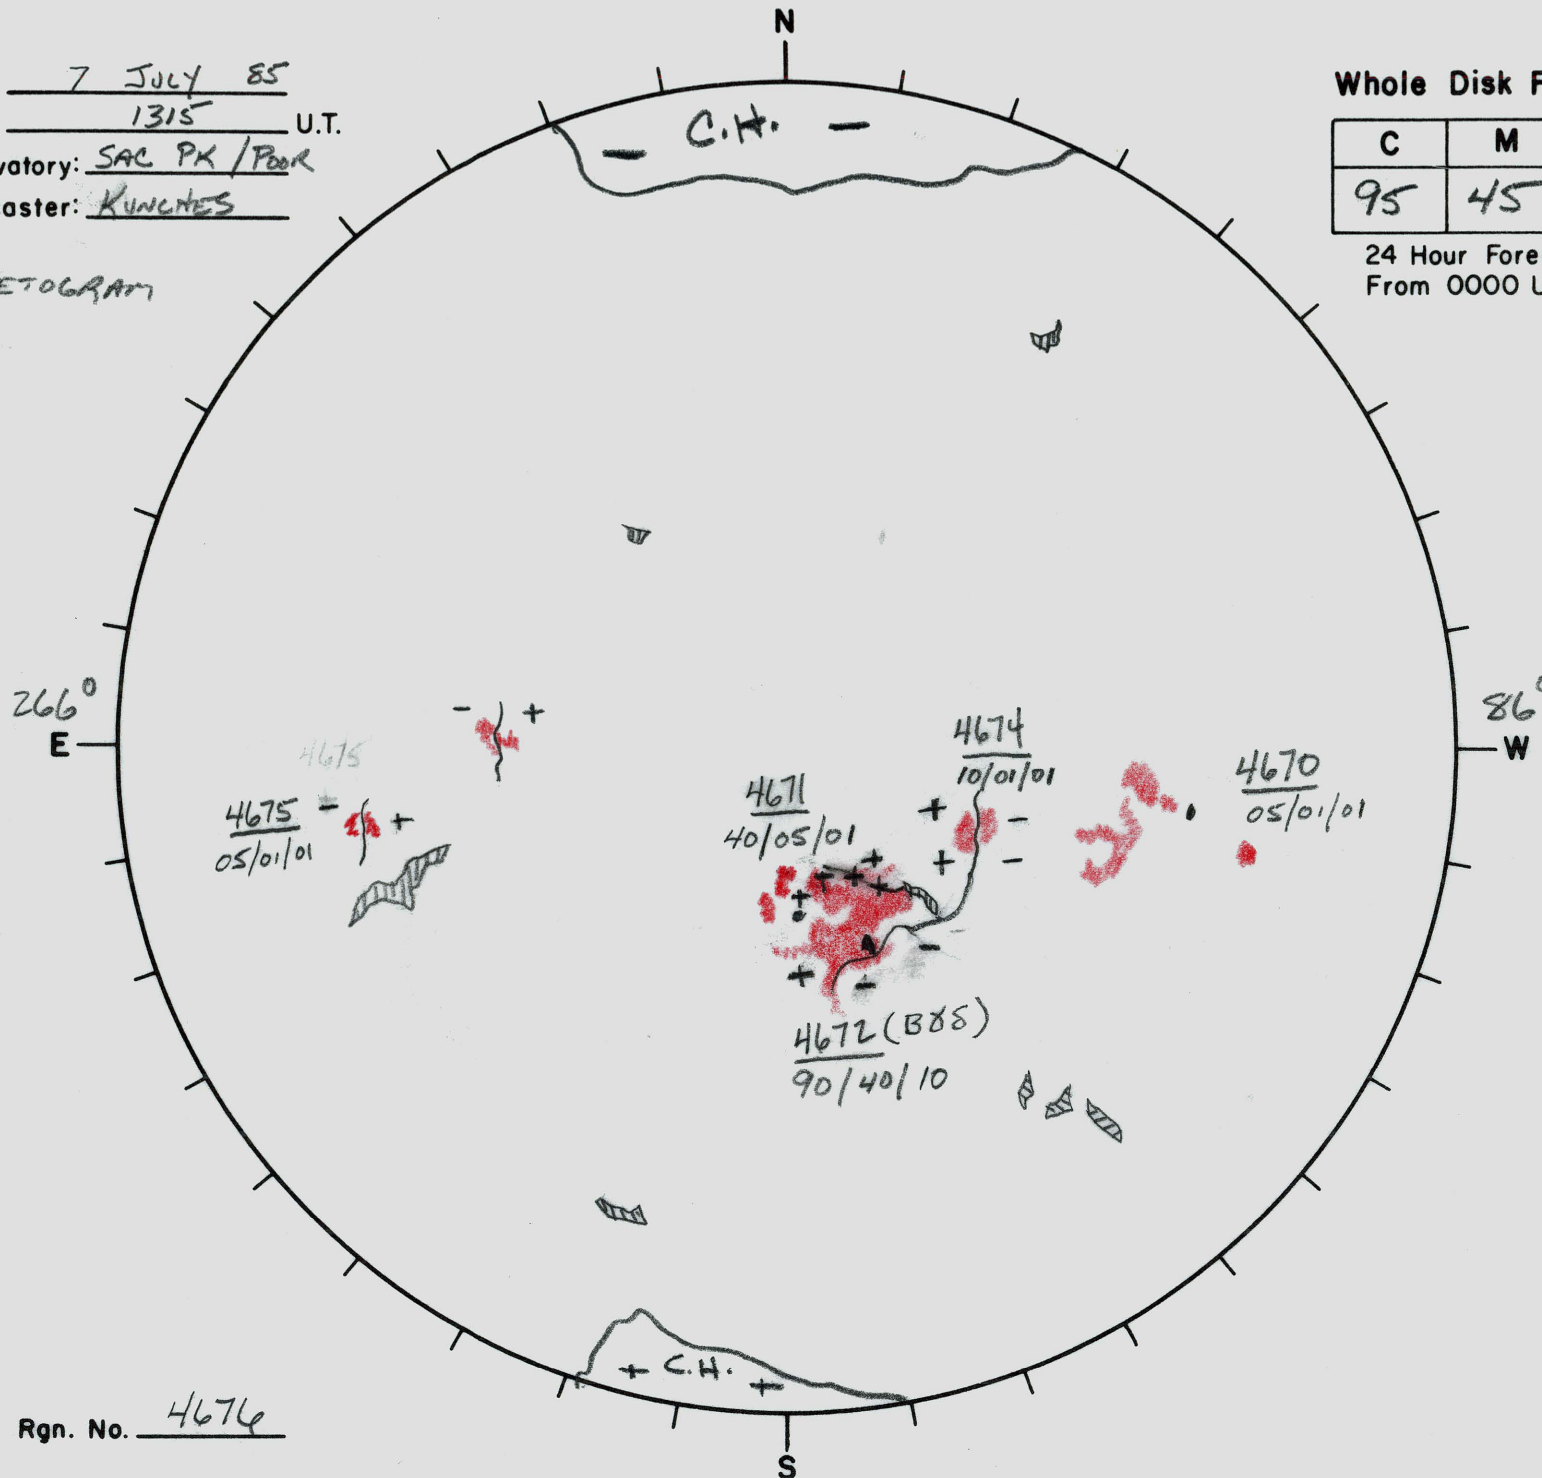 N
7 JULY 85
1315 U.T.
vatory: SAC PK / POOR
aster: KUNCHES
ETOGRAM
Whole Disk F
C M
95 45
24 Hour Fore
From 0000 U
- C.H. -
266°
E
86°
W
- +
4675
4675
05/01/01
- +
4671
40/05/01
4674
10/01/01
+ -
+ -
4670
05/01/01
+ + + +
+
-
+ -
4672 (BγδS)
90/40/10
+ C.H. +
Rgn. No. 4676
S